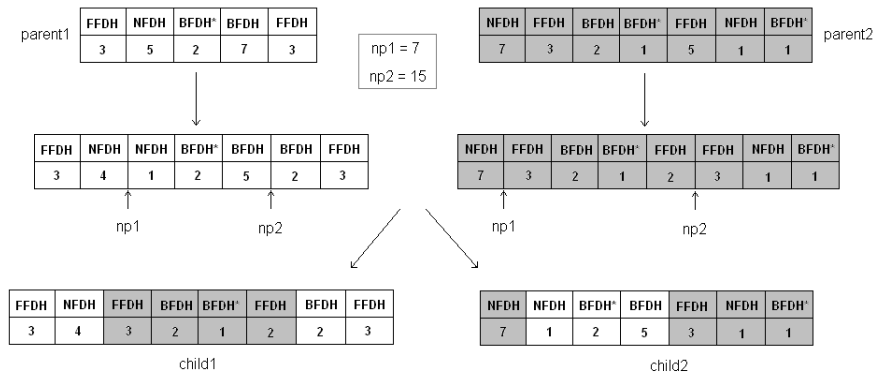 parent1
FFDH NFDH BFDH* BFDH FFDH
3 5 2 7 3
np1 = 7
np2 = 15
NFDH FFDH BFDH BFDH* FFDH NFDH BFDH*
7 3 2 1 5 1 1
parent2
FFDH NFDH NFDH BFDH* BFDH BFDH FFDH
3 4 1 2 5 2 3
np1 np2
NFDH FFDH BFDH BFDH* FFDH FFDH NFDH BFDH*
7 3 2 1 2 3 1 1
np1 np2
FFDH NFDH FFDH BFDH BFDH* FFDH BFDH FFDH
3 4 3 2 1 2 2 3
child1
NFDH NFDH BFDH* BFDH FFDH NFDH BFDH*
7 1 2 5 3 1 1
child2